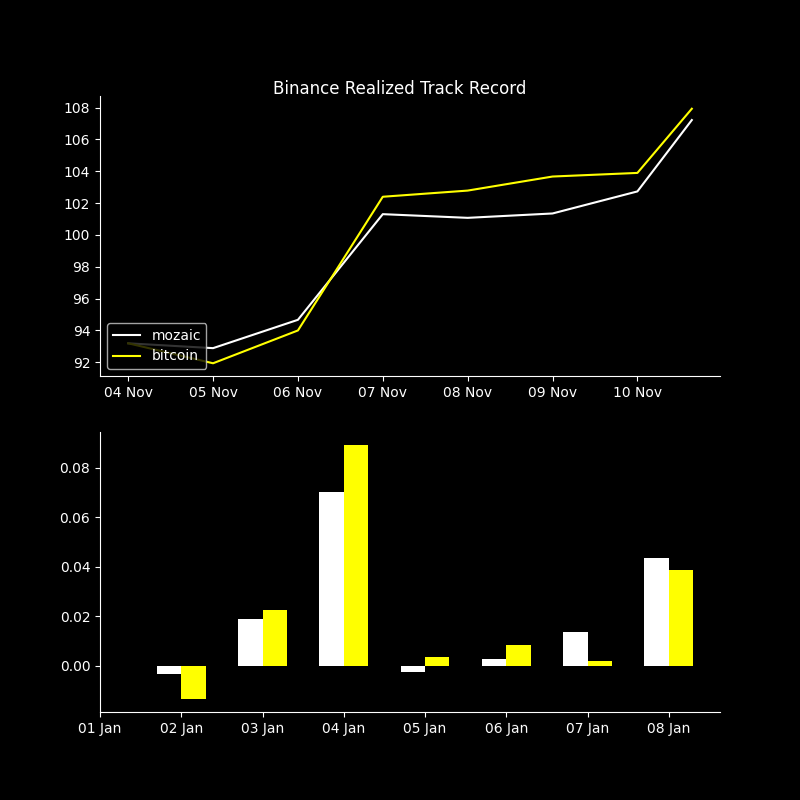 Binance Realized Track Record
108
106
104
102
100
98
96
94
92
mozaic
bitcoin
04 Nov 05 Nov 06 Nov 07 Nov 08 Nov 09 Nov 10 Nov
0.08
0.06
0.04
0.02
0.00
01 Jan 02 Jan 03 Jan 04 Jan 05 Jan 06 Jan 07 Jan 08 Jan